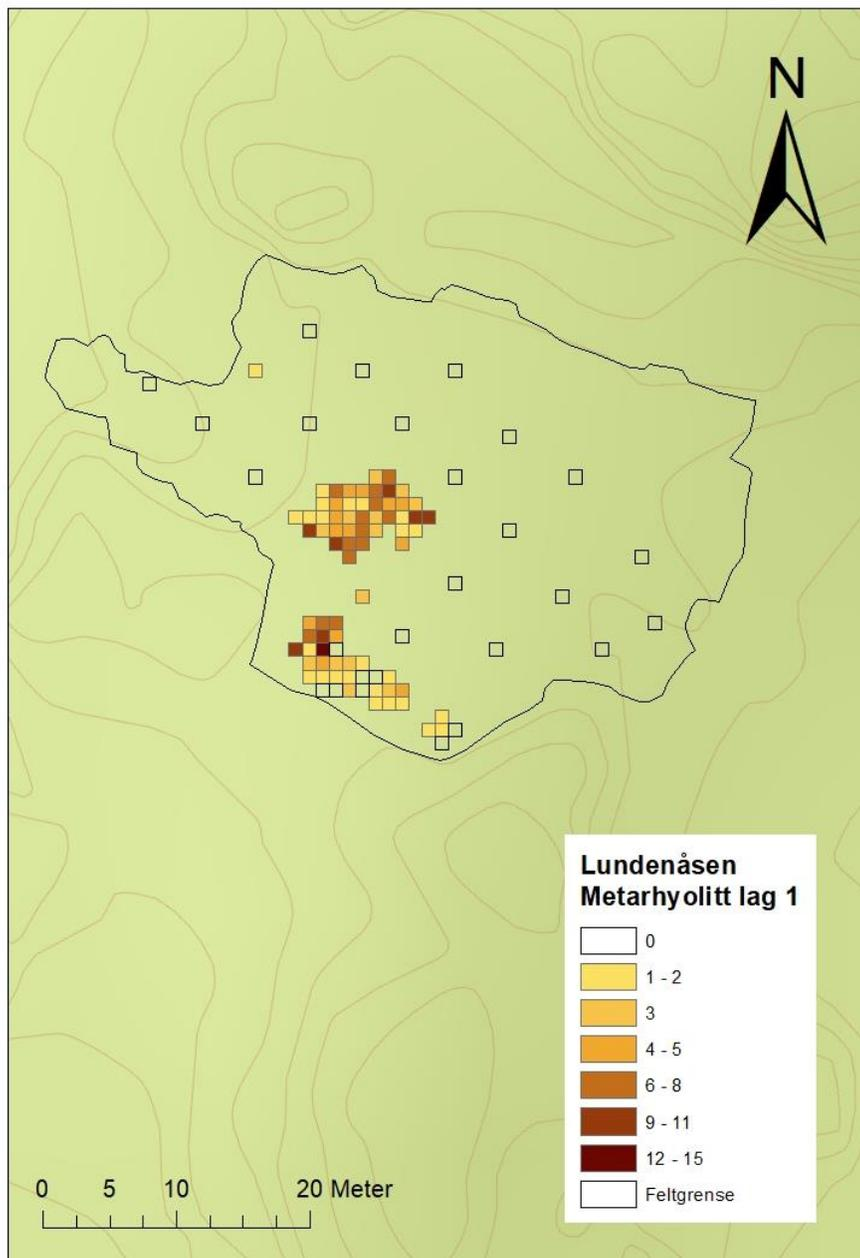 N
Lundenåsen
Metarhyolitt lag 1
0
1 - 2
3
4 - 5
6 - 8
9 - 11
12 - 15
Feltgrense
0 5 10 20 Meter